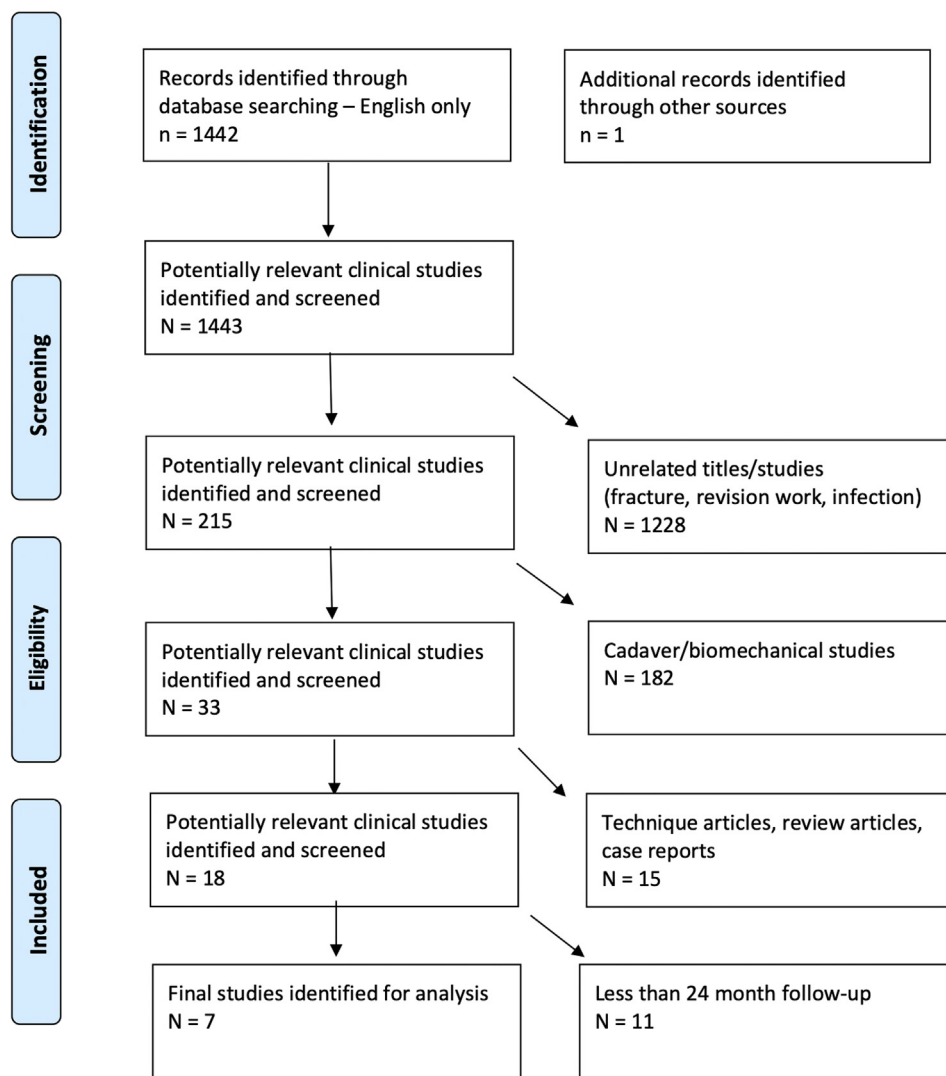 Identification
Records identified through
database searching – English only
n = 1442
Additional records identified
through other sources
n = 1
Screening
Potentially relevant clinical studies
identified and screened
N = 1443
Potentially relevant clinical studies
identified and screened
N = 215
Unrelated titles/studies
(fracture, revision work, infection)
N = 1228
Eligibility
Potentially relevant clinical studies
identified and screened
N = 33
Cadaver/biomechanical studies
N = 182
Included
Potentially relevant clinical studies
identified and screened
N = 18
Technique articles, review articles,
case reports
N = 15
Final studies identified for analysis
N = 7
Less than 24 month follow-up
N = 11